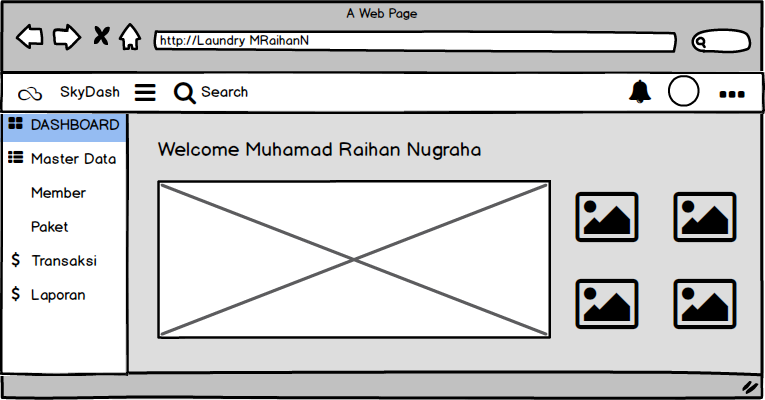 A Web Page
http://Laundry MRaihanN
SkyDash
Search
DASHBOARD
Master Data
Member
Paket
$ Transaksi
$ Laporan
Welcome Muhamad Raihan Nugraha